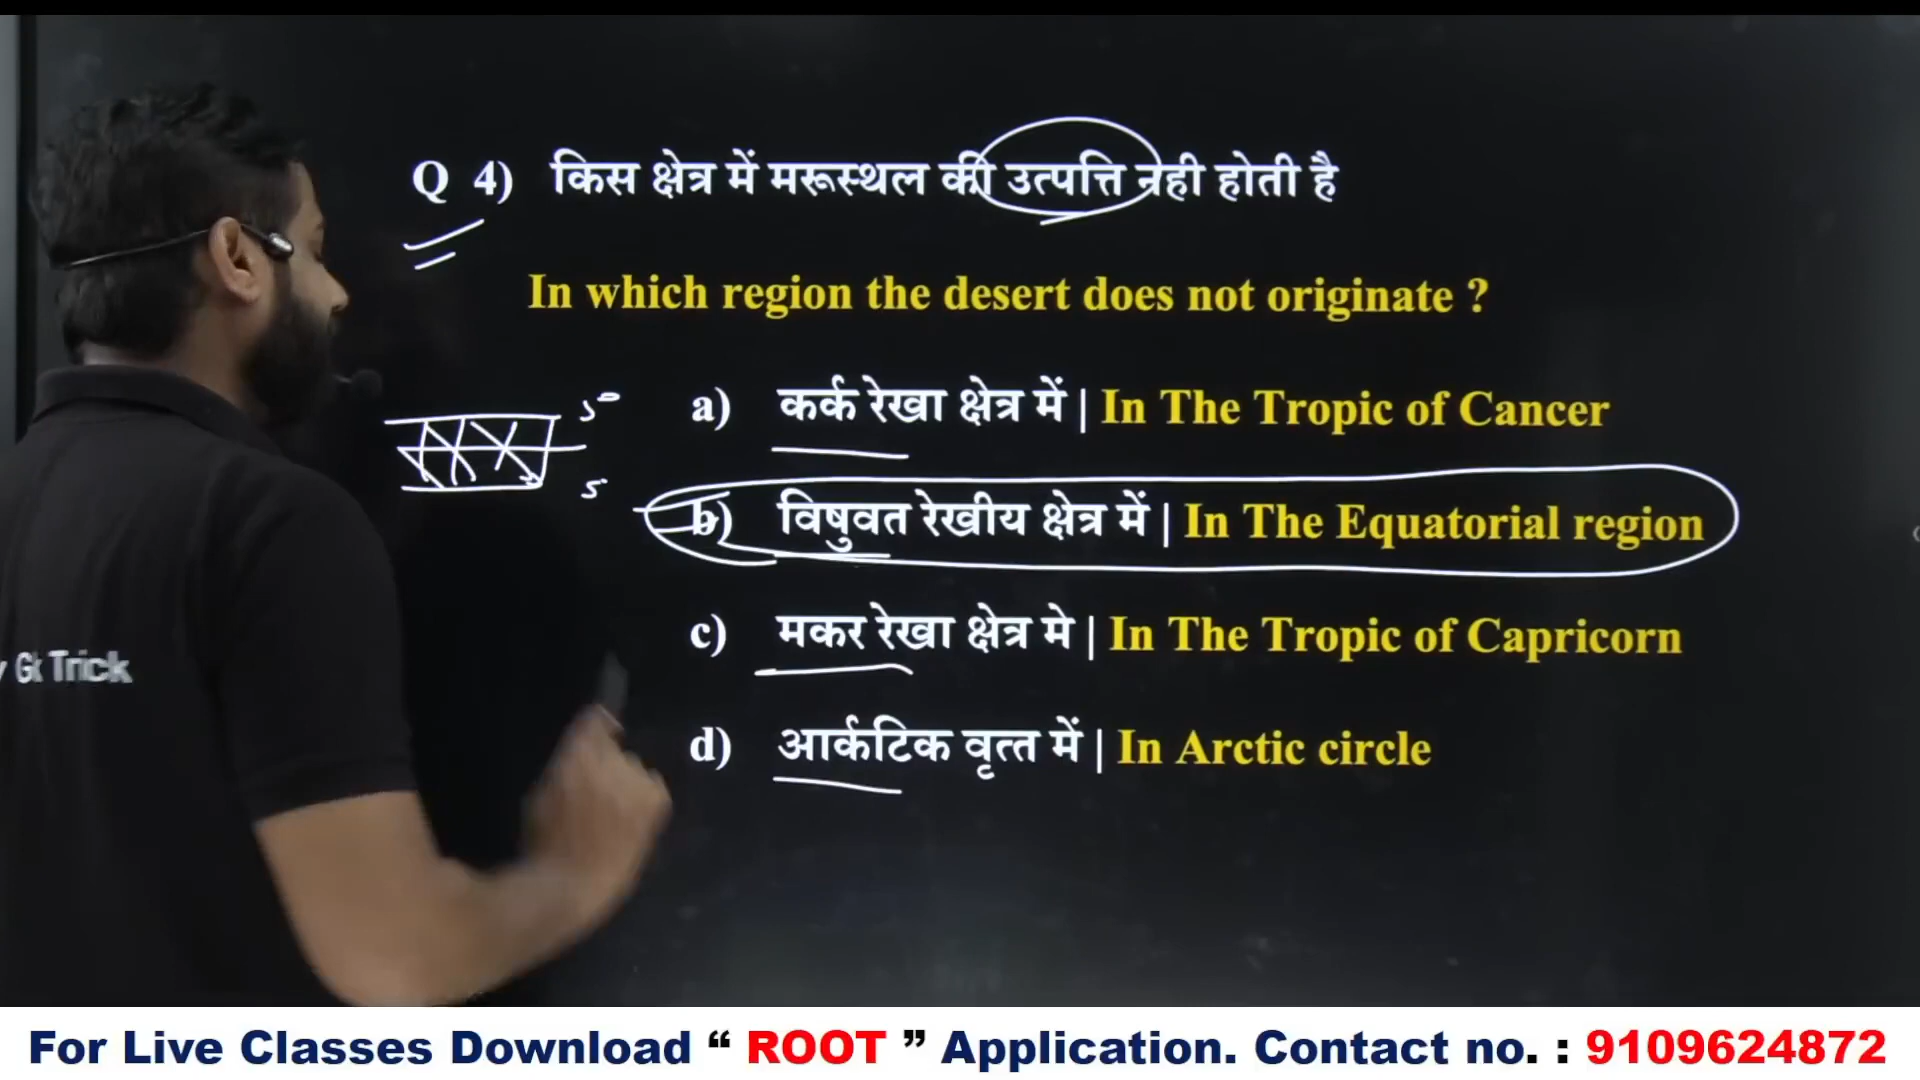 Q 4) किस क्षेत्र में मरूस्थल की उत्पत्ति नही होती है
In which region the desert does not originate ?
a) कर्क रेखा क्षेत्र में | In The Tropic of Cancer
5°
5
b) विषुवत रेखीय क्षेत्र में | In The Equatorial region
c) मकर रेखा क्षेत्र मे | In The Tropic of Capricorn
Gk Trick
d) आर्कटिक वृत्त में | In Arctic circle
For Live Classes Download “ ROOT ” Application. Contact no. : 9109624872